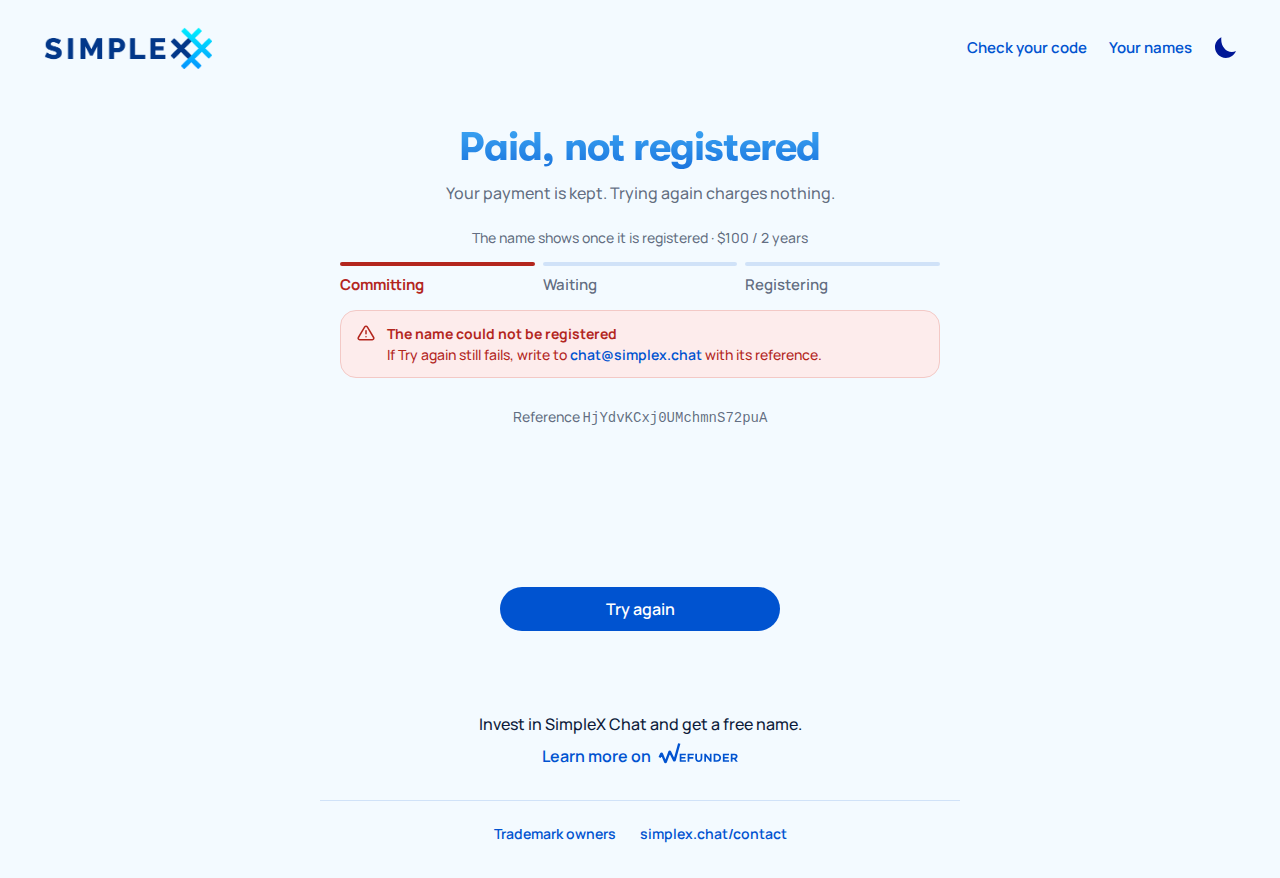 SIMPLEX
Check your code
Your names
Paid, not registered
Your payment is kept. Trying again charges nothing.
The name shows once it is registered · $100 / 2 years
Committing
Waiting
Registering
The name could not be registered
If Try again still fails, write to chat@simplex.chat with its reference.
Reference HjYdvKCxj0UMchmnS72puA
Try again
Invest in SimpleX Chat and get a free name.
Learn more on WEFUNDER
Trademark owners
simplex.chat/contact